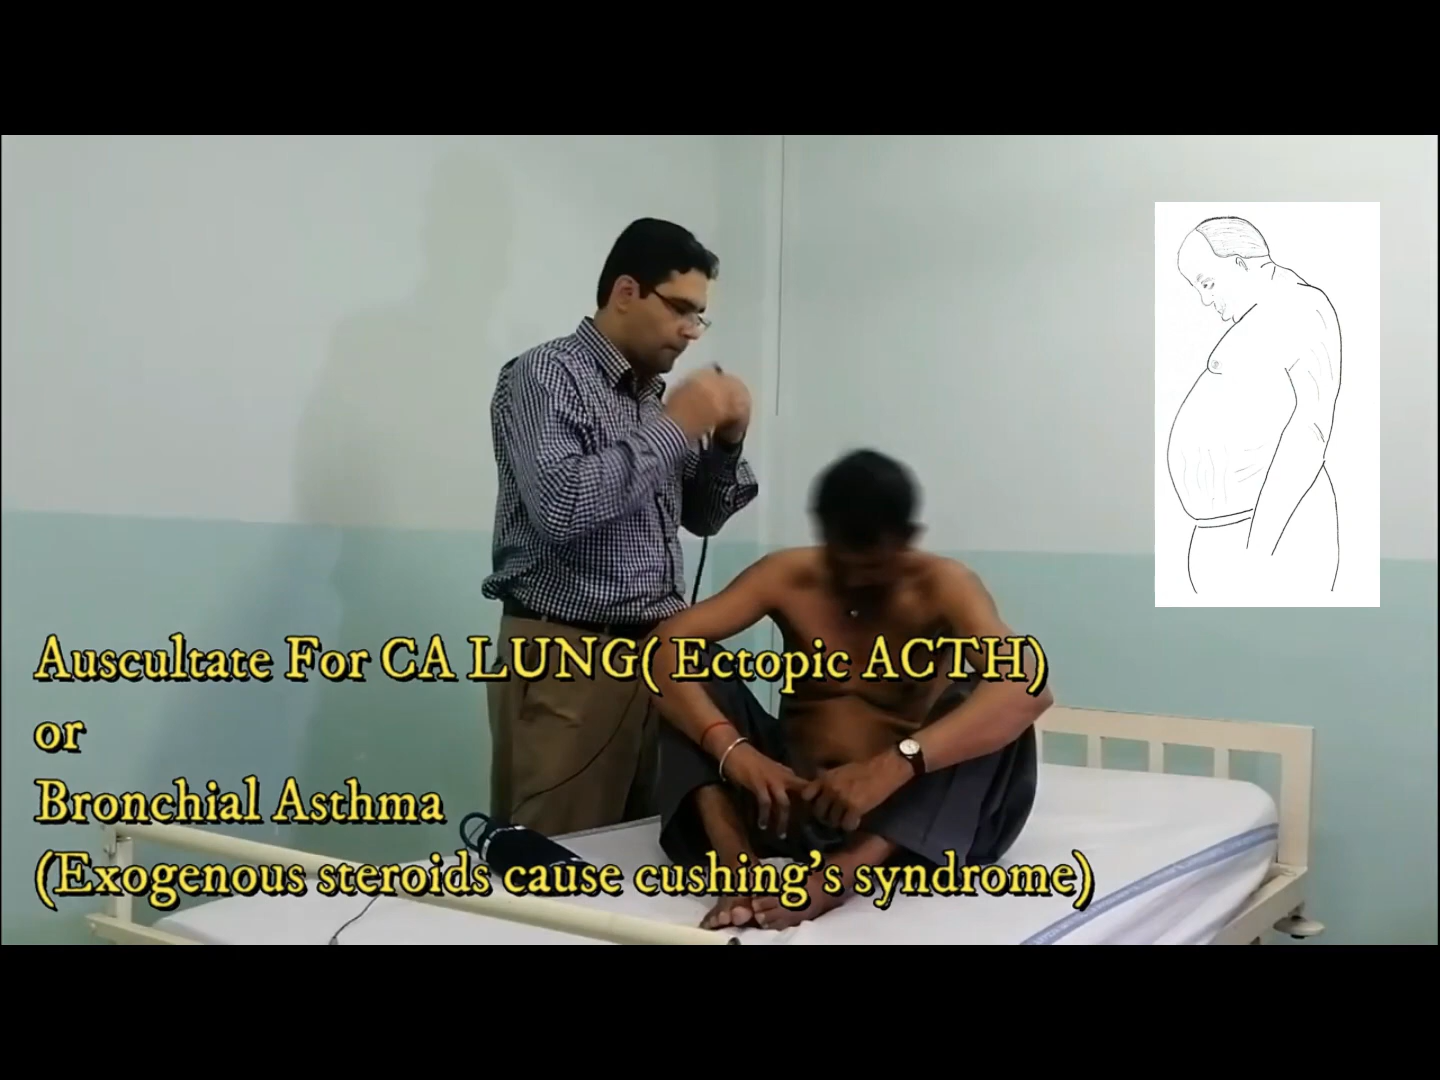 Auscultate For CA LUNG( Ectopic ACTH)
or
Bronchial Asthma
(Exogenous steroids cause cushing's syndrome)